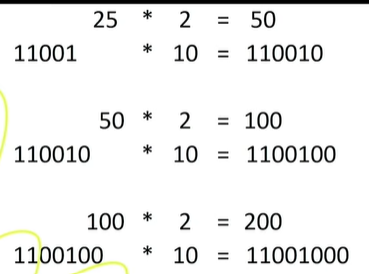 25 * 2 = 50
11001 * 10 = 110010
50 * 2 = 100
110010 * 10 = 1100100
100 * 2 = 200
1100100 * 10 = 11001000